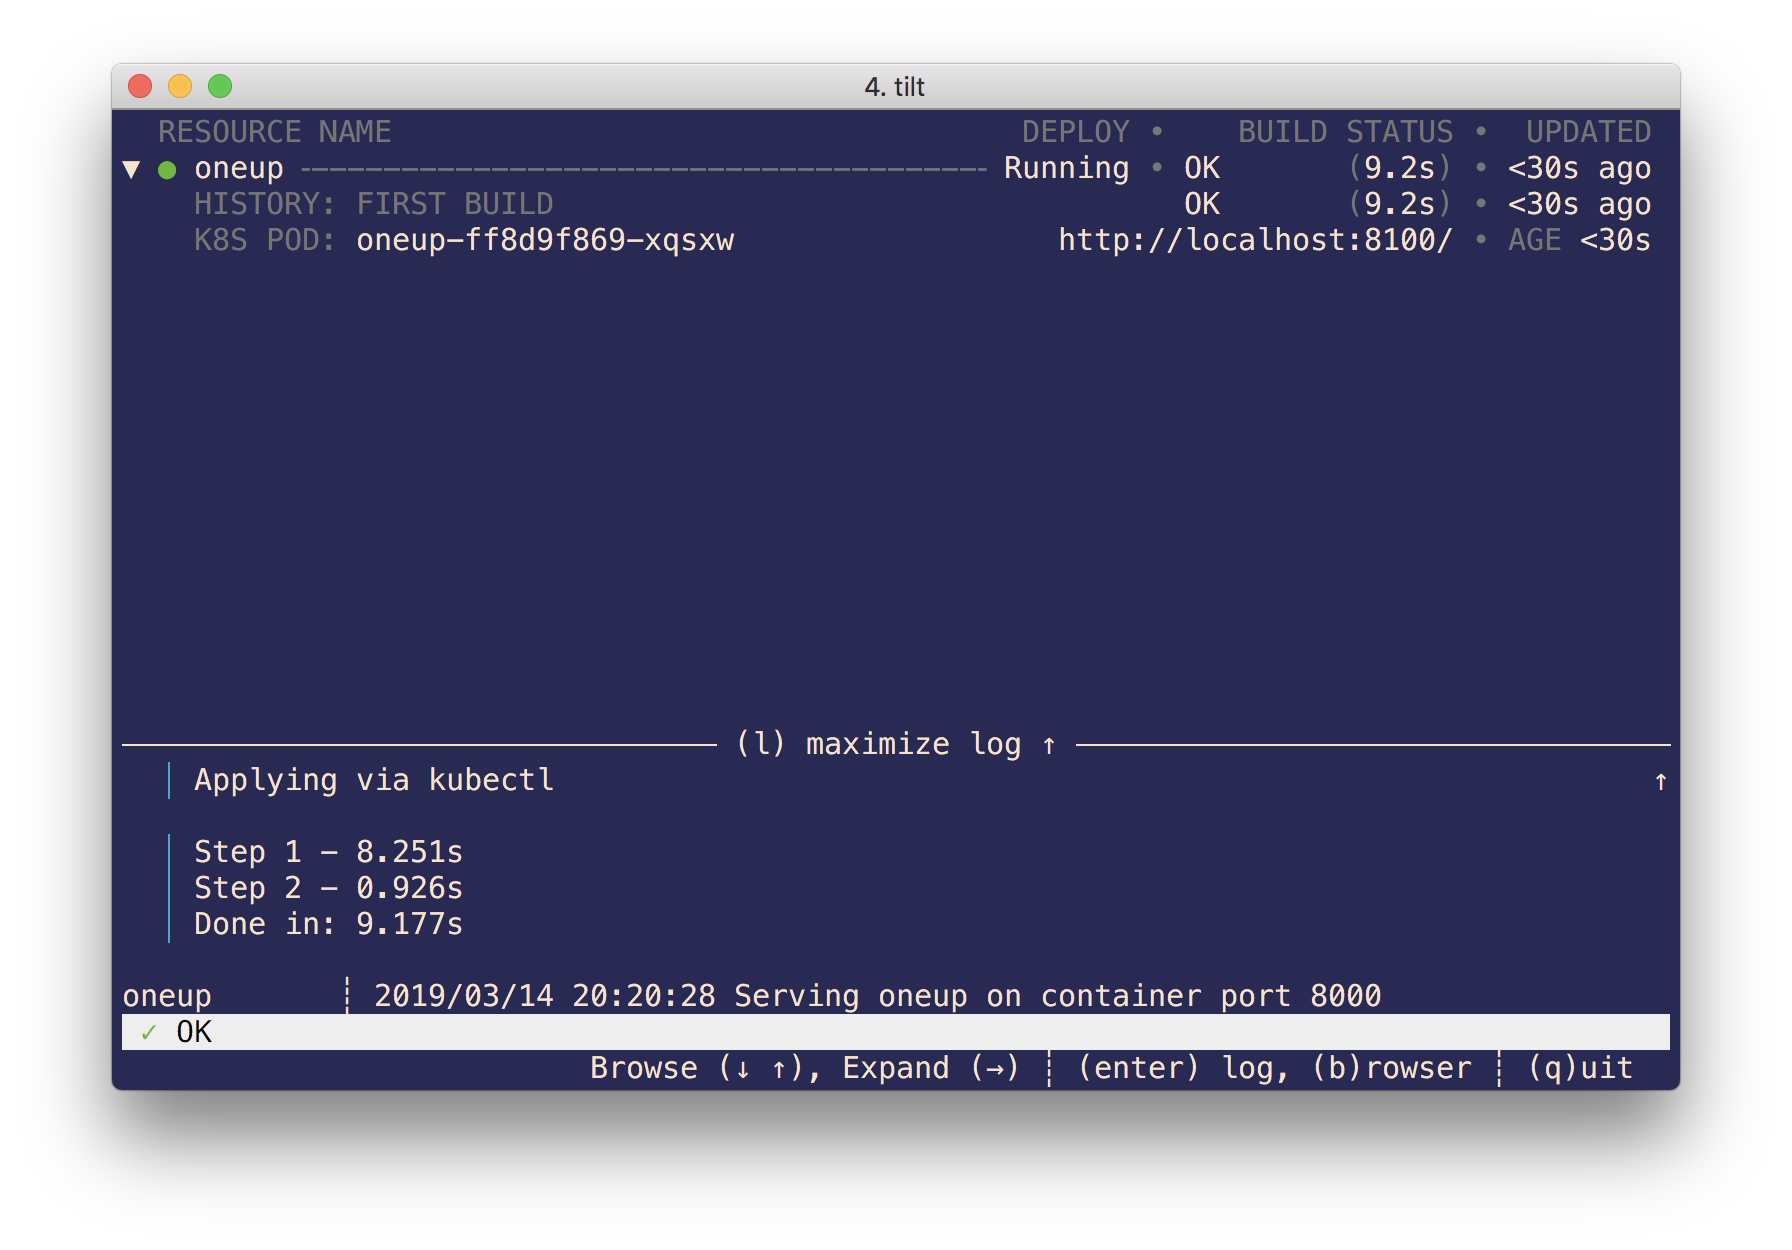 4. tilt
RESOURCE NAME DEPLOY • BUILD STATUS • UPDATED
▼ ● oneup ------------------------------------- Running • OK (9.2s) • <30s ago
HISTORY: FIRST BUILD OK (9.2s) • <30s ago
K8S POD: oneup-ff8d9f869-xqsxw http://localhost:8100/ • AGE <30s
(l) maximize log ↑
│ Applying via kubectl ↑
│ Step 1 - 8.251s
│ Step 2 - 0.926s
│ Done in: 9.177s
oneup ┊ 2019/03/14 20:20:28 Serving oneup on container port 8000
✓ OK
Browse (↓ ↑), Expand (→) ┊ (enter) log, (b)rowser ┊ (q)uit